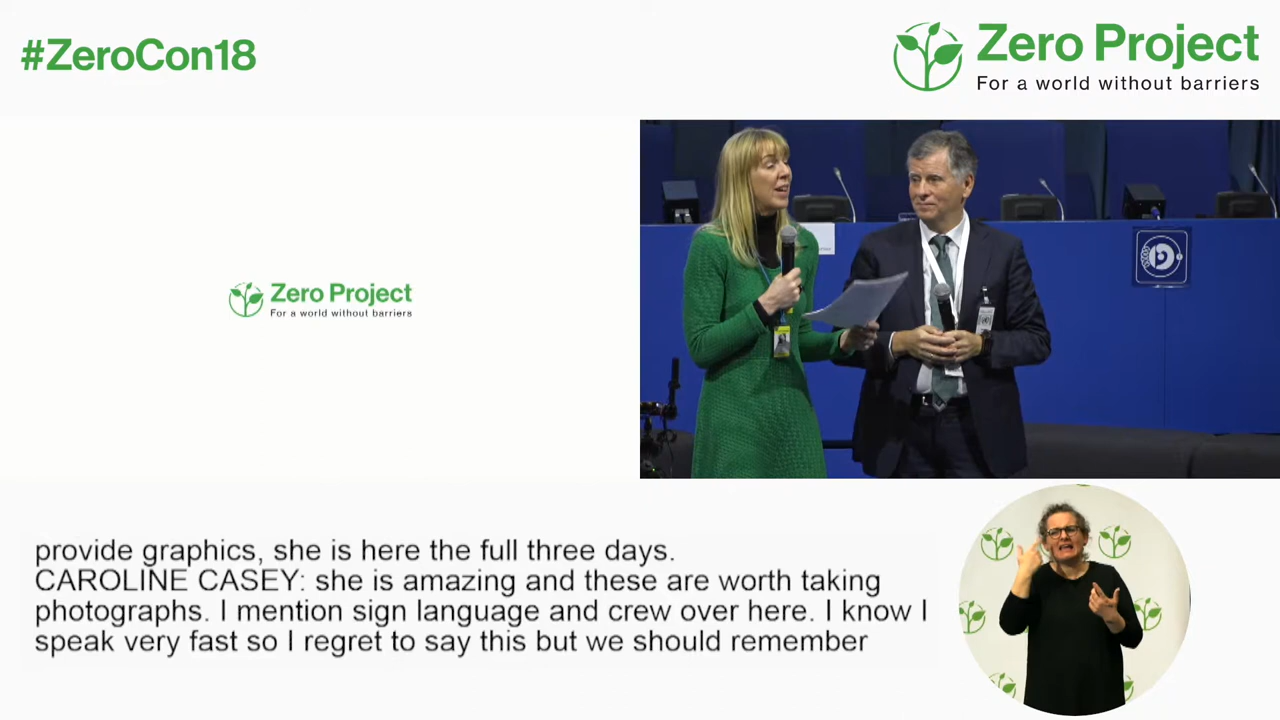 #ZeroCon18
Zero Project
For a world without barriers
Zero Project
For a world without barriers
provide graphics, she is here the full three days.
CAROLINE CASEY: she is amazing and these are worth taking
photographs. I mention sign language and crew over here. I know I
speak very fast so I regret to say this but we should remember